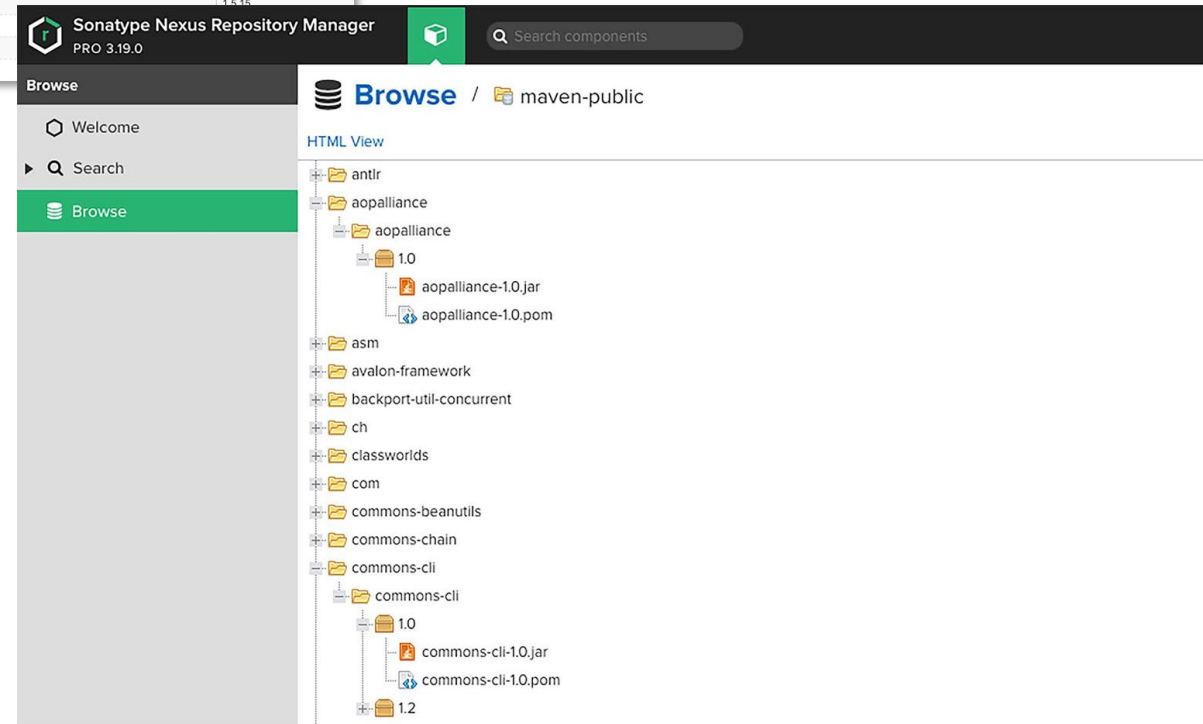 1.5.15
Sonatype Nexus Repository Manager
PRO 3.19.0
Search components
Browse
Welcome
Search
Browse
Browse / maven-public
HTML View
antlr
aopalliance
aopalliance
1.0
aopalliance-1.0.jar
aopalliance-1.0.pom
asm
avalon-framework
backport-util-concurrent
ch
classworlds
com
commons-beanutils
commons-chain
commons-cli
commons-cli
1.0
commons-cli-1.0.jar
commons-cli-1.0.pom
1.2